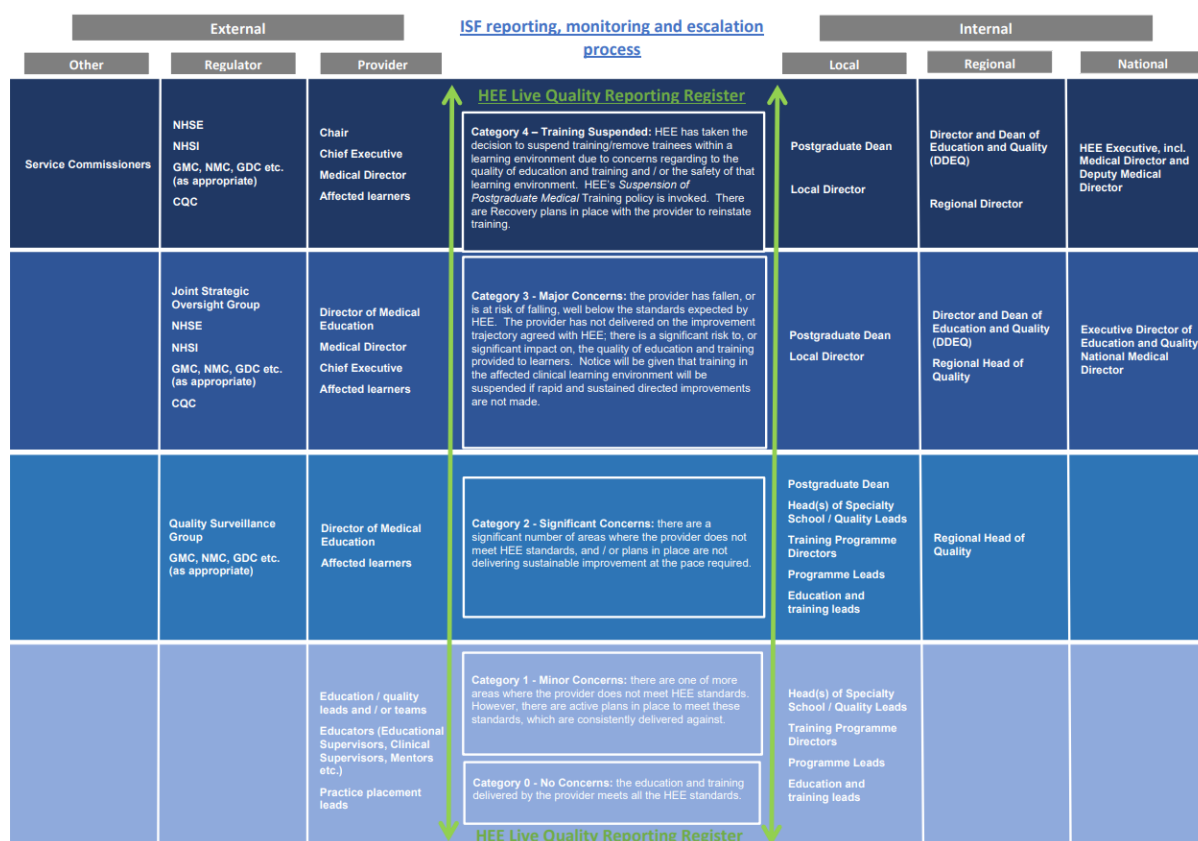 External
ISF reporting, monitoring and escalation
process
Internal
Other
Regulator
Provider
Local
Regional
National
HEE Live Quality Reporting Register
Service Commissioners
NHSE
NHSI
GMC, NMC, GDC etc.
(as appropriate)
CQC
Chair
Chief Executive
Medical Director
Affected learners
Category 4 – Training Suspended: HEE has taken the
decision to suspend training/remove trainees within a
learning environment due to concerns regarding to the
quality of education and training and / or the safety of that
learning environment. HEE's Suspension of
Postgraduate Medical Training policy is invoked. There
are Recovery plans in place with the provider to reinstate
training.
Postgraduate Dean
Local Director
Director and Dean of
Education and Quality
(DDEQ)
Regional Director
HEE Executive, incl.
Medical Director and
Deputy Medical
Director
Joint Strategic
Oversight Group
NHSE
NHSI
GMC, NMC, GDC etc.
(as appropriate)
CQC
Director of Medical
Education
Medical Director
Chief Executive
Affected learners
Category 3 - Major Concerns: the provider has fallen, or
is at risk of falling, well below the standards expected by
HEE. The provider has not delivered on the improvement
trajectory agreed with HEE; there is a significant risk to, or
significant impact on, the quality of education and training
provided to learners. Notice will be given that training in
the affected clinical learning environment will be
suspended if rapid and sustained directed improvements
are not made.
Postgraduate Dean
Local Director
Director and Dean of
Education and Quality
(DDEQ)
Regional Head of
Quality
Executive Director of
Education and Quality
National Medical
Director
Quality Surveillance
Group
GMC, NMC, GDC etc.
(as appropriate)
Director of Medical
Education
Affected learners
Category 2 - Significant Concerns: there are a
significant number of areas where the provider does not
meet HEE standards, and / or plans in place are not
delivering sustainable improvement at the pace required.
Postgraduate Dean
Head(s) of Specialty
School / Quality Leads
Training Programme
Directors
Programme Leads
Education and
training leads
Regional Head of
Quality
Education / quality
leads and / or teams
Educators (Educational
Supervisors, Clinical
Supervisors, Mentors
etc.)
Practice placement
leads
Category 1 - Minor Concerns: there are one of more
areas where the provider does not meet HEE standards.
However, there are active plans in place to meet these
standards, which are consistently delivered against.
Category 0 - No Concerns: the education and training
delivered by the provider meets all the HEE standards.
Head(s) of Specialty
School / Quality Leads
Training Programme
Directors
Programme Leads
Education and
training leads
HEE Live Quality Reporting Register